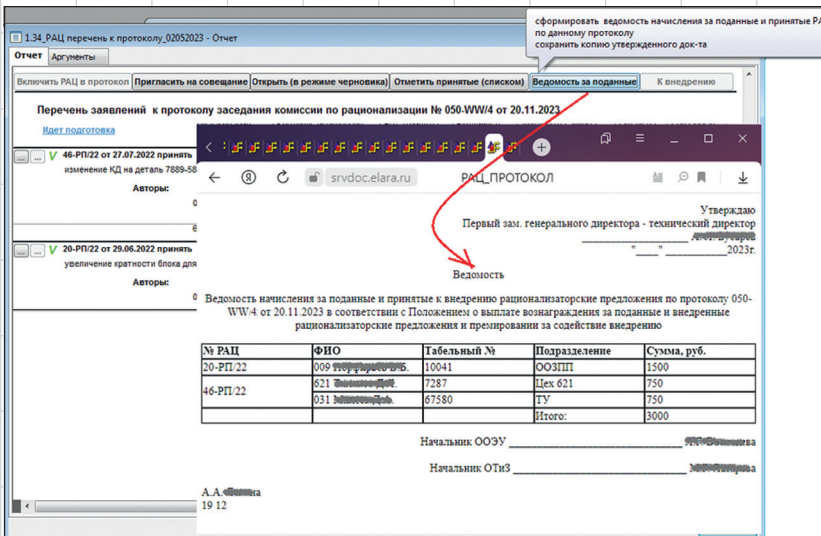 сформировать ведомость начисления за поданные и принятые РА
по данному протоколу
сохранить копию утвержденного док-та
1.34_РАЦ перечень к протоколу_02052023 - Отчет
Отчет Аргументы
Включить РАЦ в протокол Пригласить на совещание Открыть (в режиме черновика) Отметить принятые (списком) Ведомость за поданные К внедрению
Перечень заявлений к протоколу заседания комиссии по рационализации № 050-WW/4 от 20.11.2023
Идет подготовка
... ... V 46-РП/22 от 27.07.2022 принять
изменение КД на деталь 7889-58
Авторы:
0
6
... ... V 20-РП/22 от 29.06.2022 принять
увеличение кратности блока для
Авторы:
0
srvdoc.elara.ru РАЦ_ПРОТОКОЛ
Утверждаю
Первый зам. генерального директора - технический директор
"____" ___________2023г.
Ведомость
Ведомость начисления за поданные и принятые к внедрению рационализаторские предложения по протоколу 050-
WW/4 от 20.11.2023 в соответствии с Положением о выплате вознаграждения за поданные и внедренные
рационализаторские предложения и премировании за содействие внедрению
№ РАЦ ФИО Табельный № Подразделение Сумма, руб.
20-РП/22 009 10041 ООЗПП 1500
46-РП/22 621 7287 Цех 621 750
031 67580 ТУ 750
Итого: 3000
Начальник ООЭУ
Начальник ОТиЗ
А.А.
19 12